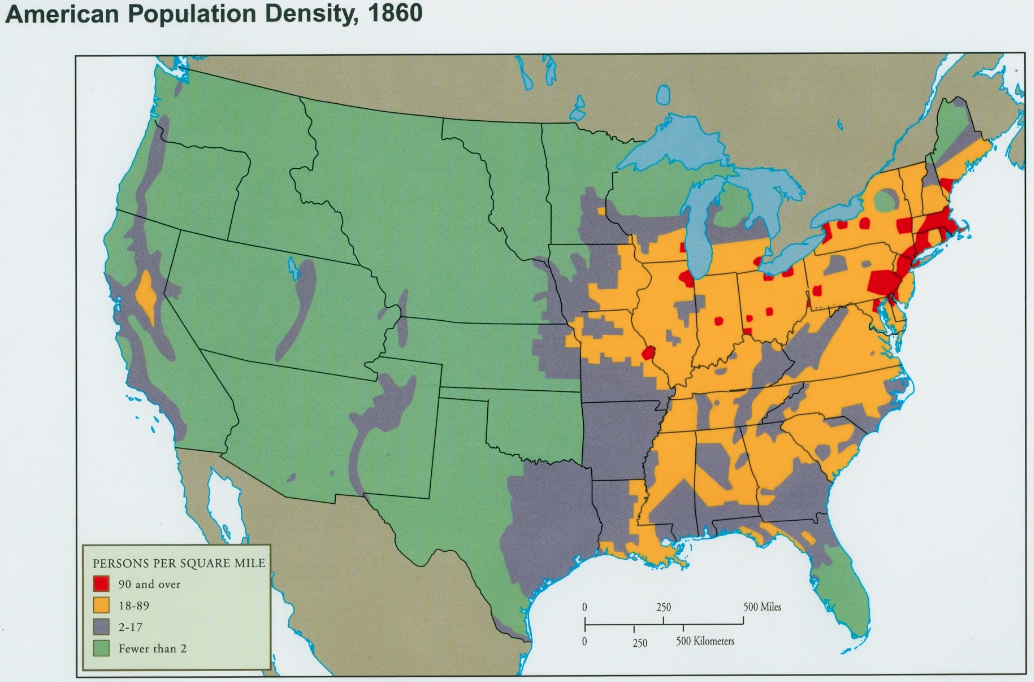 American Population Density, 1860
PERSONS PER SQUARE MILE
90 and over
18-89
2-17
Fewer than 2
0 250 500 Miles
0 250 500 Kilometers